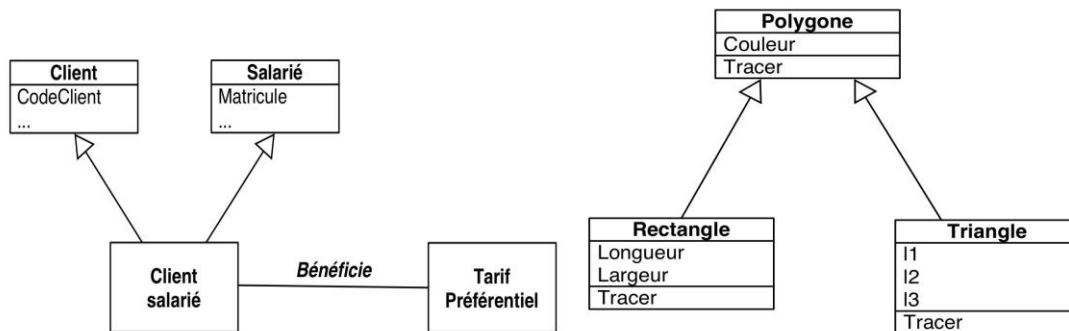 Client
CodeClient
...
Salarié
Matricule
...
Client
salarié
Bénéficie
Tarif
Préférentiel
Polygone
Couleur
Tracer
Rectangle
Longueur
Largeur
Tracer
Triangle
l1
l2
l3
Tracer